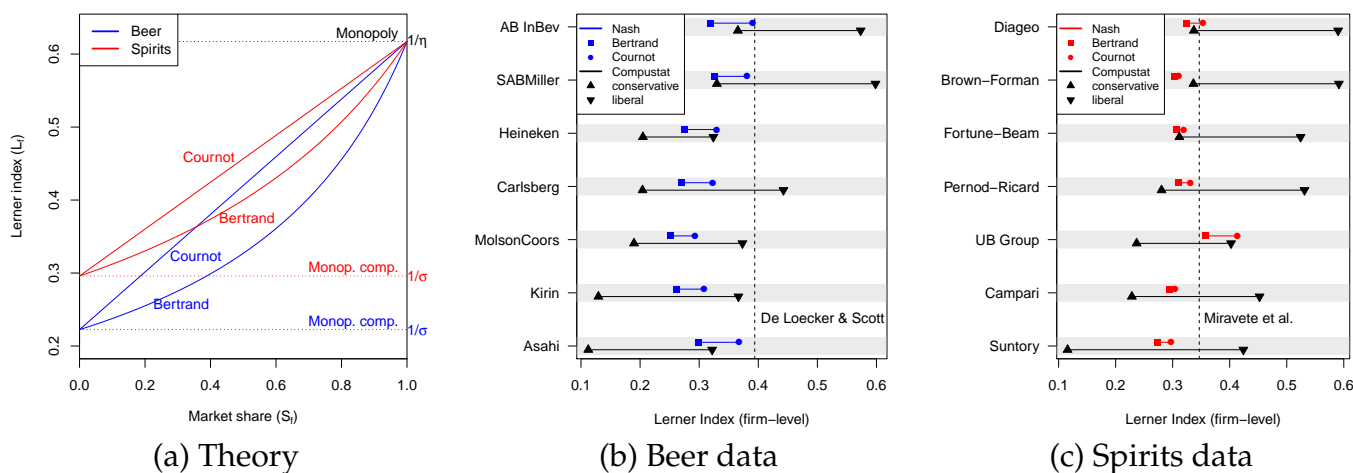 Beer
Spirits
Monopoly
1/η
Cournot
Bertrand
Cournot
Bertrand
Monop. comp.
1/σ
Monop. comp.
1/σ
0.2
0.3
0.4
0.5
0.6
Lerner index (Lf)
0.0 0.2 0.4 0.6 0.8 1.0
Market share (Sf)
(a) Theory
AB InBev
SABMiller
Heineken
Carlsberg
MolsonCoors
Kirin
Asahi
Nash
Bertrand
Cournot
Compustat
conservative
liberal
De Loecker & Scott
0.1 0.2 0.3 0.4 0.5 0.6
Lerner Index (firm−level)
(b) Beer data
Diageo
Brown−Forman
Fortune−Beam
Pernod−Ricard
UB Group
Campari
Suntory
Nash
Bertrand
Cournot
Compustat
conservative
liberal
Miravete et al.
0.1 0.2 0.3 0.4 0.5 0.6
Lerner Index (firm−level)
(c) Spirits data